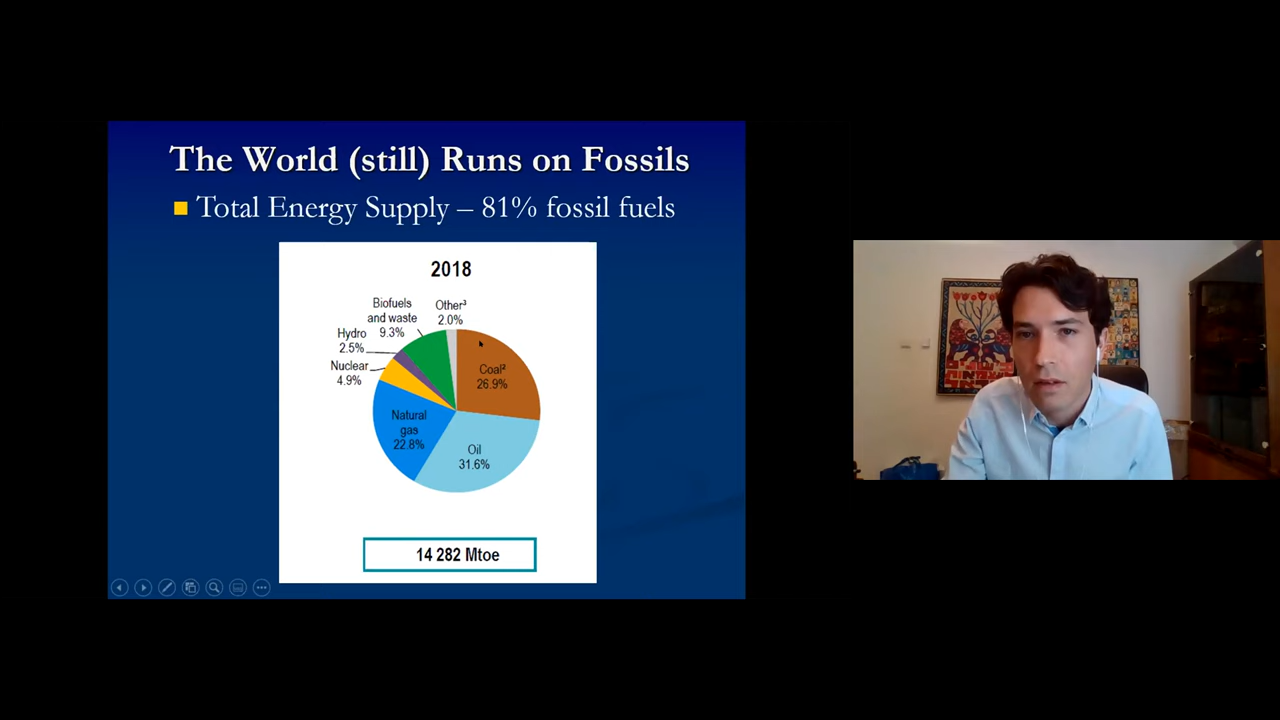 The World (still) Runs on Fossils
Total Energy Supply – 81% fossil fuels
2018
Biofuels
and waste
9.3%
Other³
2.0%
Hydro
2.5%
Nuclear
4.9%
Coal²
26.9%
Natural
gas
22.8%
Oil
31.6%
14 282 Mtoe